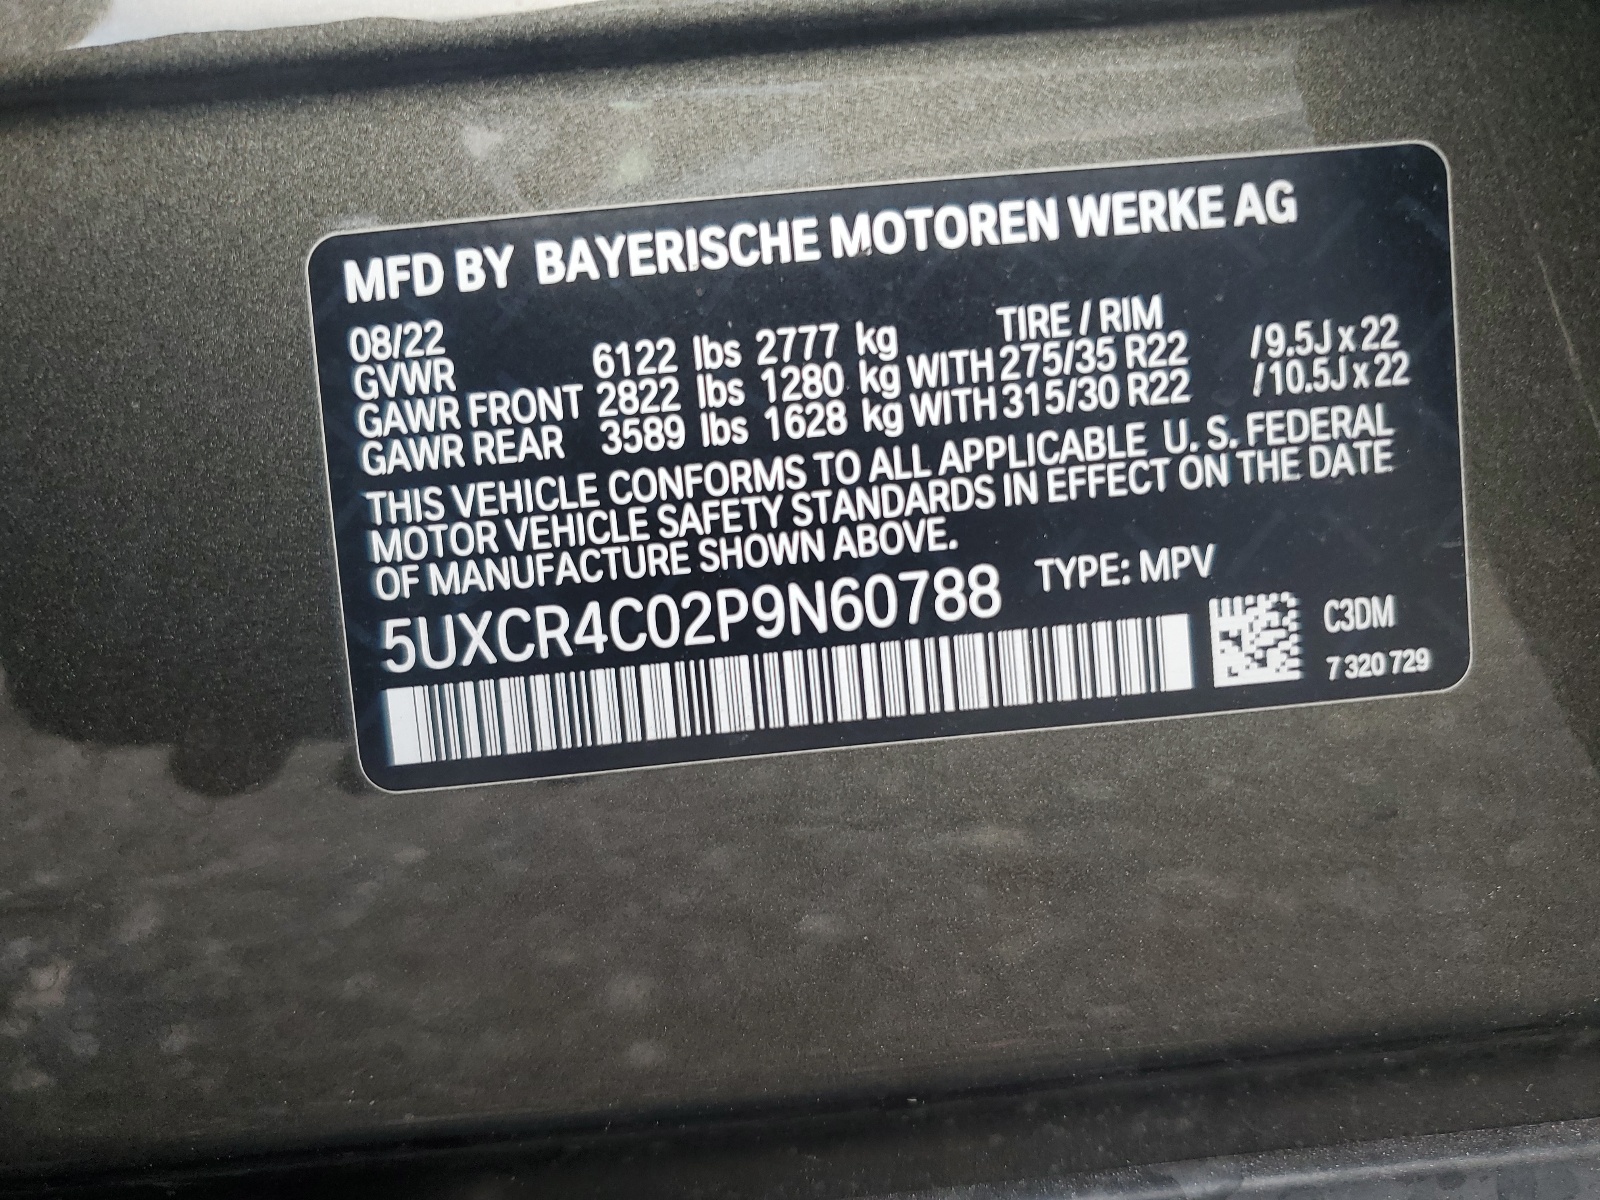 MFD BY BAYERISCHE MOTOREN WERKE AG
08/22 TIRE / RIM
GVWR 6122 lbs 2777 kg
GAWR FRONT 2822 lbs 1280 kg WITH 275/35 R22 /9.5J x 22
GAWR REAR 3589 lbs 1628 kg WITH 315/30 R22 /10.5J x 22
THIS VEHICLE CONFORMS TO ALL APPLICABLE U. S. FEDERAL
MOTOR VEHICLE SAFETY STANDARDS IN EFFECT ON THE DATE
OF MANUFACTURE SHOWN ABOVE.
5UXCR4C02P9N60788 TYPE: MPV
C3DM
7 320 729